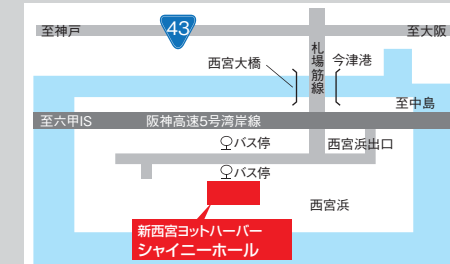 43
至神戸
至大阪
札場筋線
西宮大橋
今津港
至中島
至六甲IS
阪神高速5号湾岸線
バス停
西宮浜出口
バス停
西宮浜
新西宮ヨットハーバー
シャイニーホール